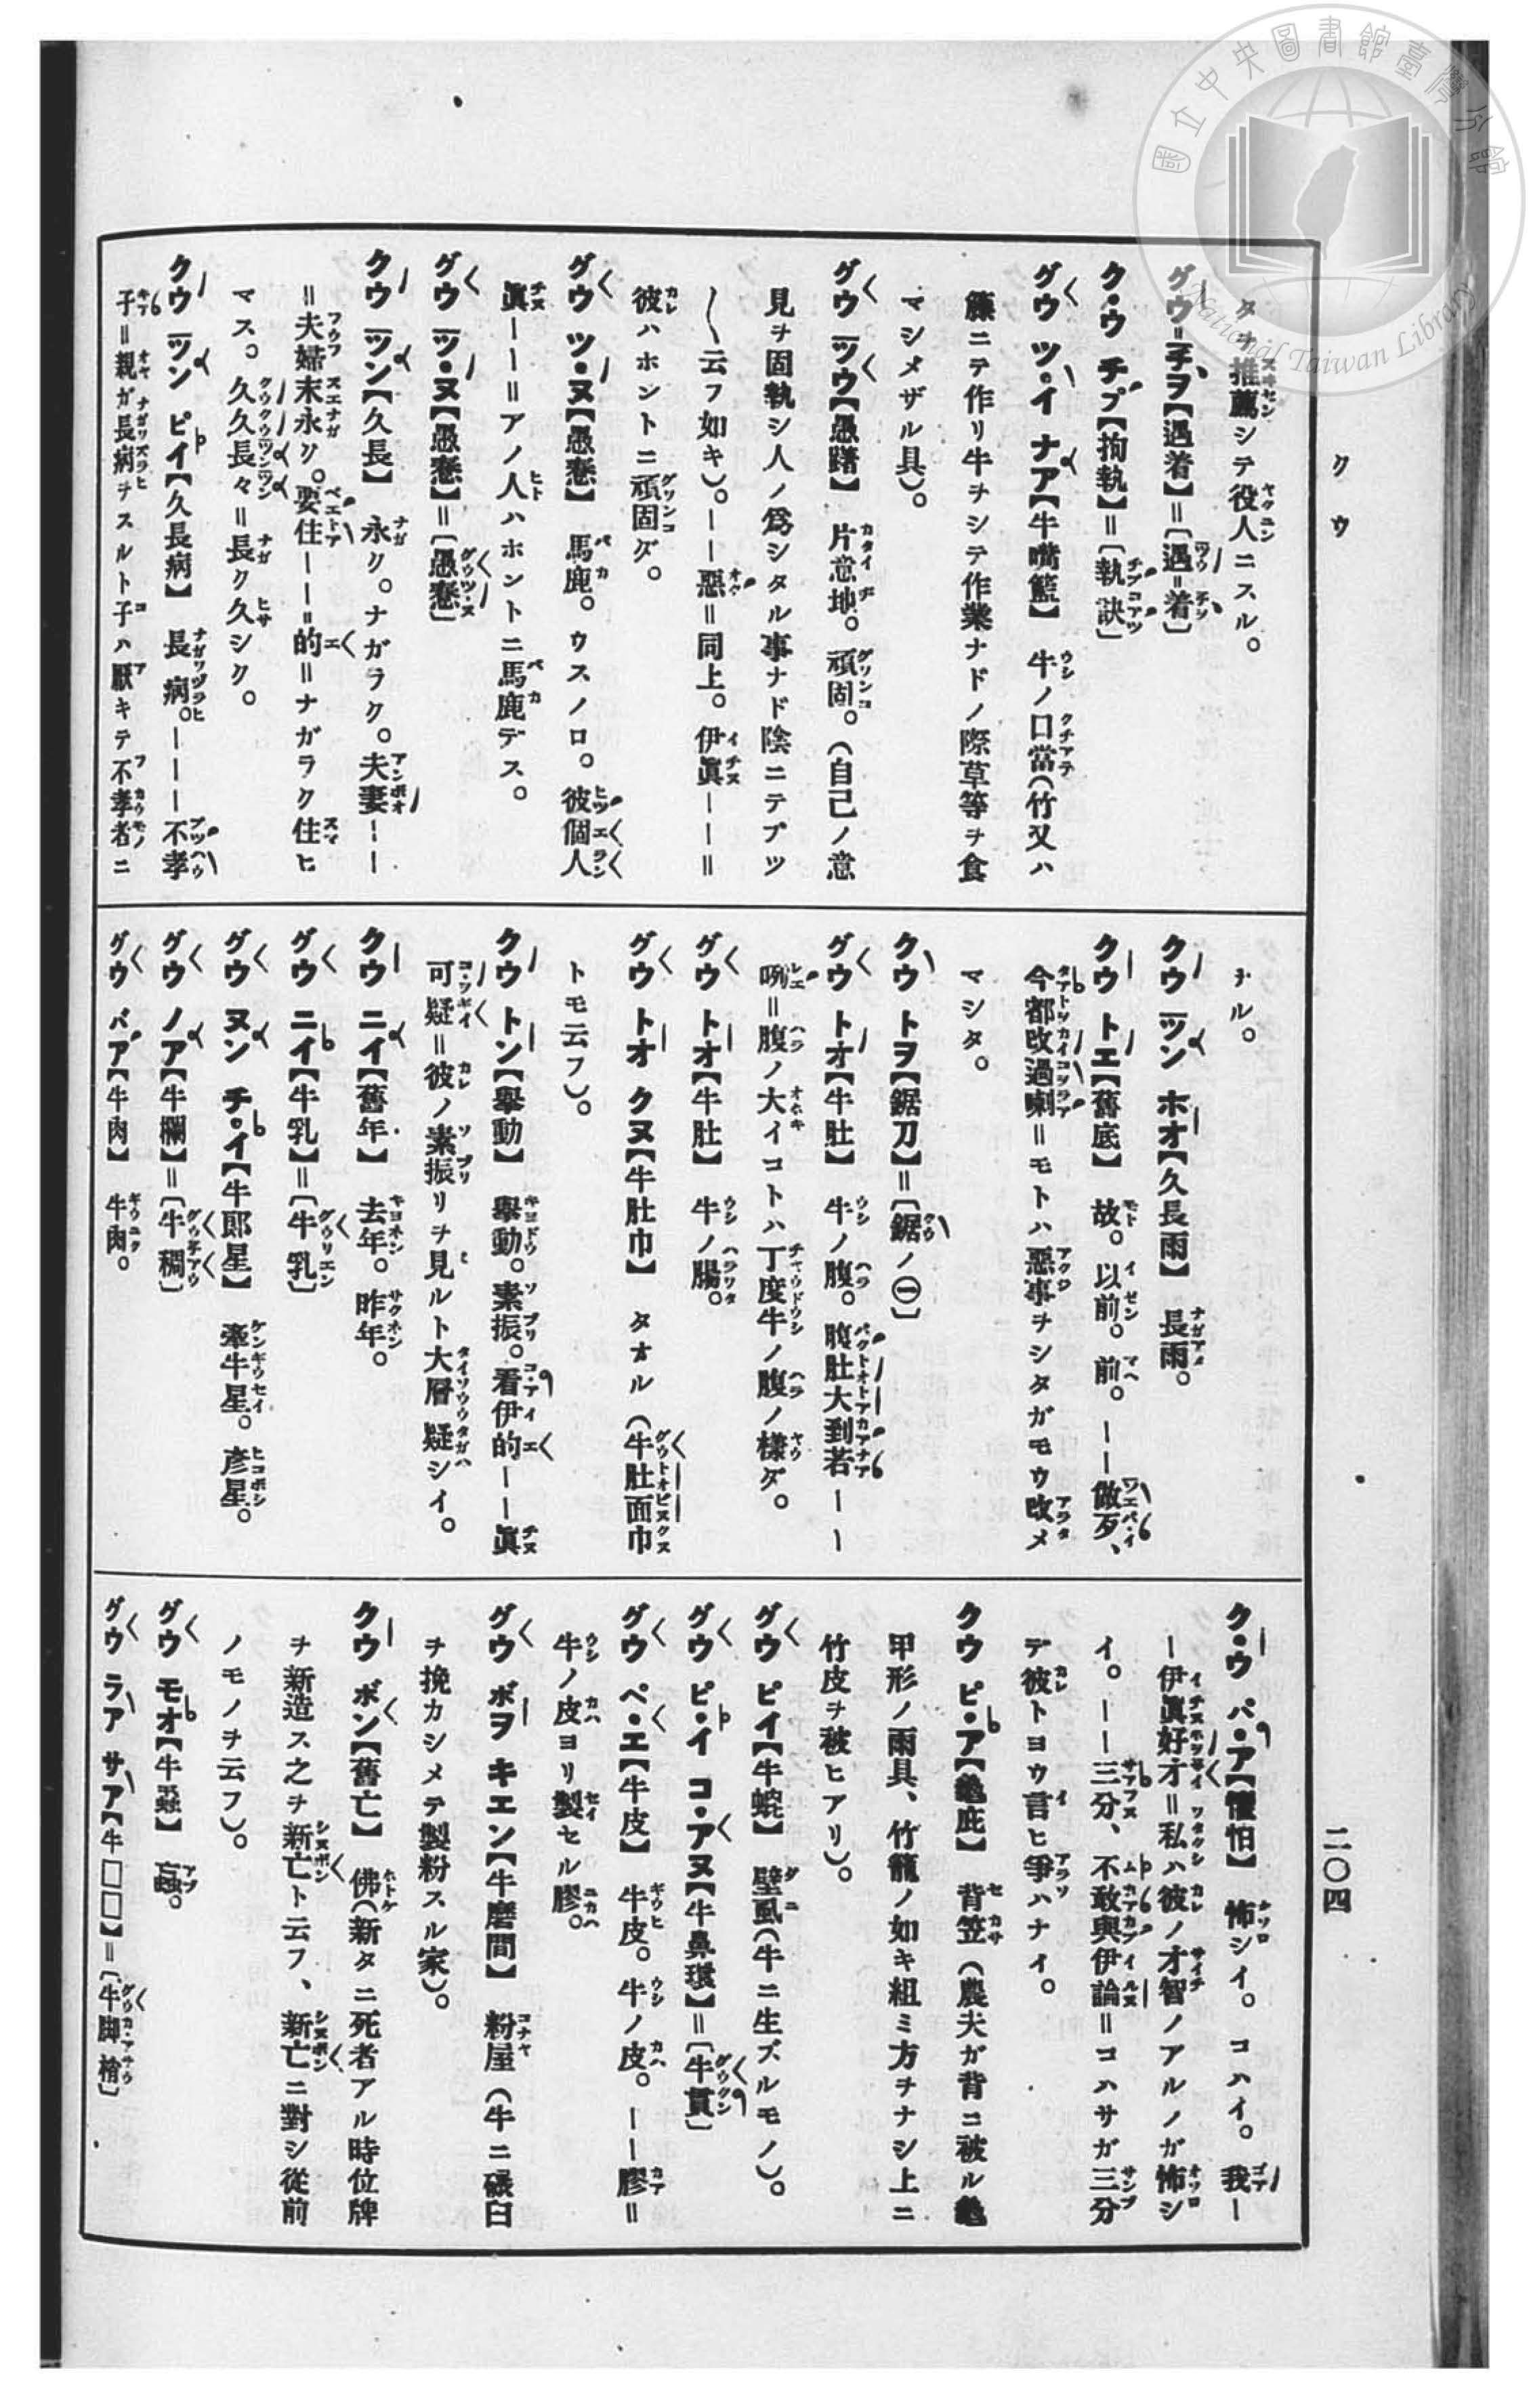 國立中央圖書館臺灣分館
National Taiwan Library
クウ
二〇四
タヲ推薦シテ役人ニスル。
グウ=チヲ【遇着】=〔遇=着〕
ク・ウ チプ【拘執】=〔執訣〕
グウ ツ・イ ナア【牛嘴籃】 牛ノ口當(竹又ハ
籐ニテ作リ牛ヲシテ作業ナドノ際草等ヲ食
マシメザル具)。
グウ ツウ【愚躇】 片意地。頑固。(自己ノ意
見ヲ固執シ人ノ爲シタル事ナド陰ニテブツ
〱云フ如キ)。――惡=同上。伊眞―――=
彼ハホントニ頑固ダ。
グウ ツ・ヌ【愚惷】 馬鹿。ウスノロ。彼個人
眞―――=アノ人ハホントニ馬鹿デス。
グウ ツ・ヌ【愚惷】=〔愚惷〕
クウ ツン【久長】 永ク。ナガラク。夫妻――
=夫婦末永ク。要住―――的=ナガラク住ヒ
マス。久久長々=長ク久シク。
クウ ツン ピイ【久長病】 長病。―――不孝
子=親ガ長病ヲスルト子ハ厭キテ不孝者ニ
ナル。
クウ ツン ホオ【久長雨】 長雨。
クウ トエ【舊底】 故。以前。前。――做歹、
今都改過喇=モトハ惡事ヲシタガモウ改メ
マシタ。
クウ トヲ【鋸刀】=〔鋸ノ㊀〕
グウ トオ【牛肚】 牛ノ腹。腹肚大到若――
咧=腹ノ大イコトハ丁度牛ノ腹ノ樣ダ。
グウ トオ【牛肚】 牛ノ腸。
グウ トオ クヌ【牛肚巾】 タオル(牛肚面巾
トモ云フ)。
クウ トン【擧動】 擧動。素振。看伊的――眞
可疑=彼ノ素振リヲ見ルト大層疑シイ。
クウ ニイ【舊年】 去年。昨年。
グウ ニイ【牛乳】=〔牛乳〕
グウ ヌン チ・イ【牛郎星】 牽牛星。彥星。
グウ ノア【牛欄】=〔牛稠〕
グウ バア【牛肉】 牛肉。
ク・ウ パ・ア【懼怕】 怖シイ。コハイ。我―
―伊眞好才=私ハ彼ノ才智ノアルノガ怖シ
イ。――三分、不敢與伊論=コハサガ三分
デ彼トヨウ言ヒ爭ハナイ。
クウ ピ・ア【龜庇】 背笠(農夫ガ背ニ被ル龜
甲形ノ雨具、竹籠ノ如キ組ミ方ヲナシ上ニ
竹皮ヲ被ヒアリ)。
グウ ピイ【牛螕】 壁蝨(牛ニ生ズルモノ)。
グウ ピ・イ コ・アヌ【牛鼻環】=〔牛貫〕
グウ ペ・エ【牛皮】 牛皮。牛ノ皮。――膠=
牛ノ皮ヨリ製セル膠。
グウ ボヲ キエン【牛磨間】 粉屋(牛ニ碾臼
ヲ挽カシメテ製粉スル家)。
クウ ボン【舊亡】 佛(新タニ死者アル時位牌
ヲ新造ス之ヲ新亡ト云フ、新亡ニ對シ從前
ノモノヲ云フ)。
グウ モオ【牛蝱】 蝱。
グウ ラア サア【牛□□】=〔牛脚榰〕